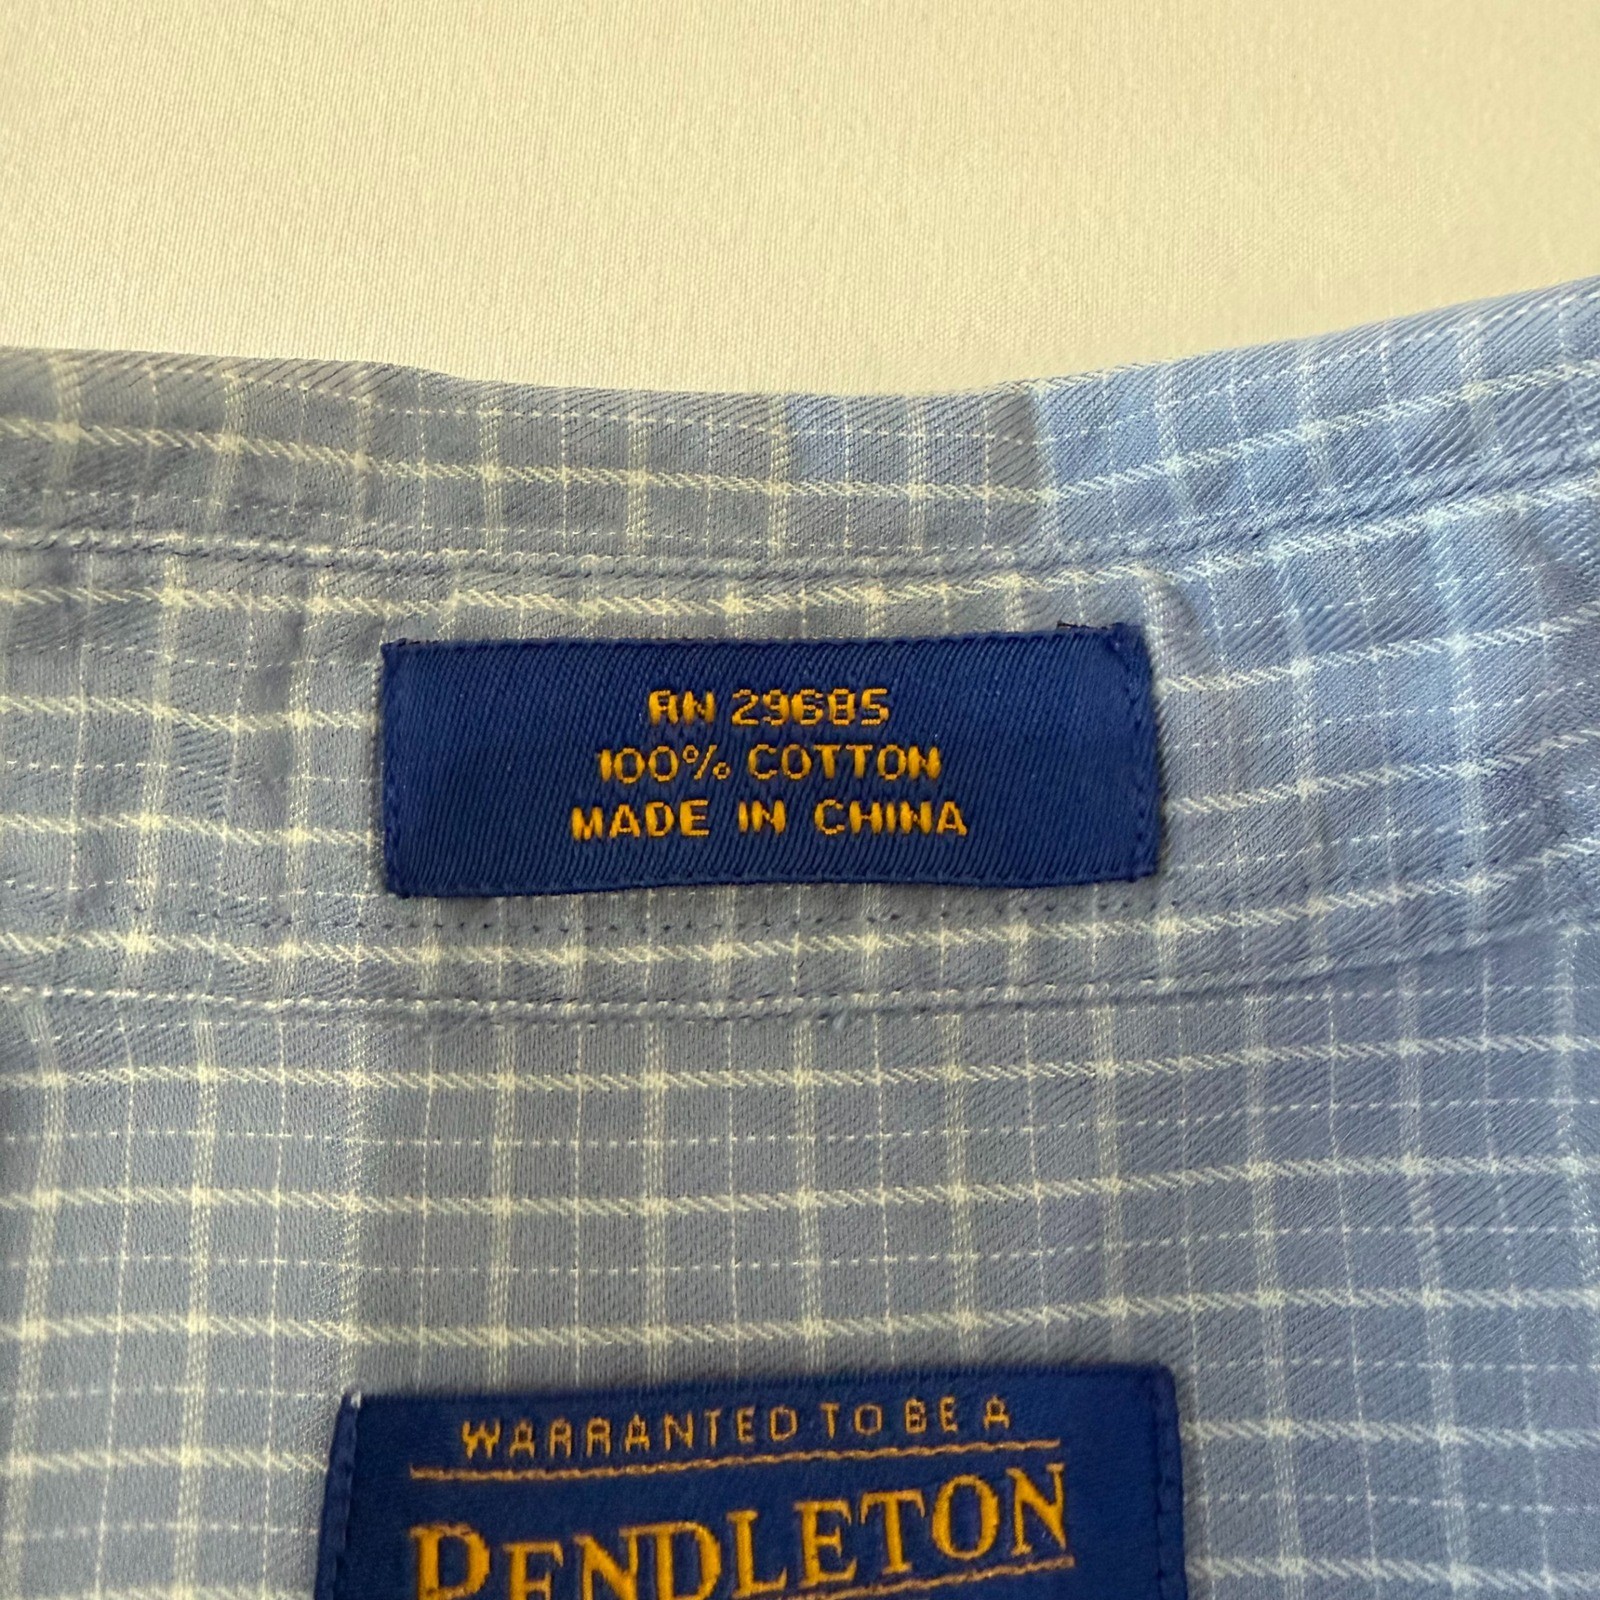 RN 29685
100% COTTON
MADE IN CHINA
WARRANTED TO BE A
PENDLETON